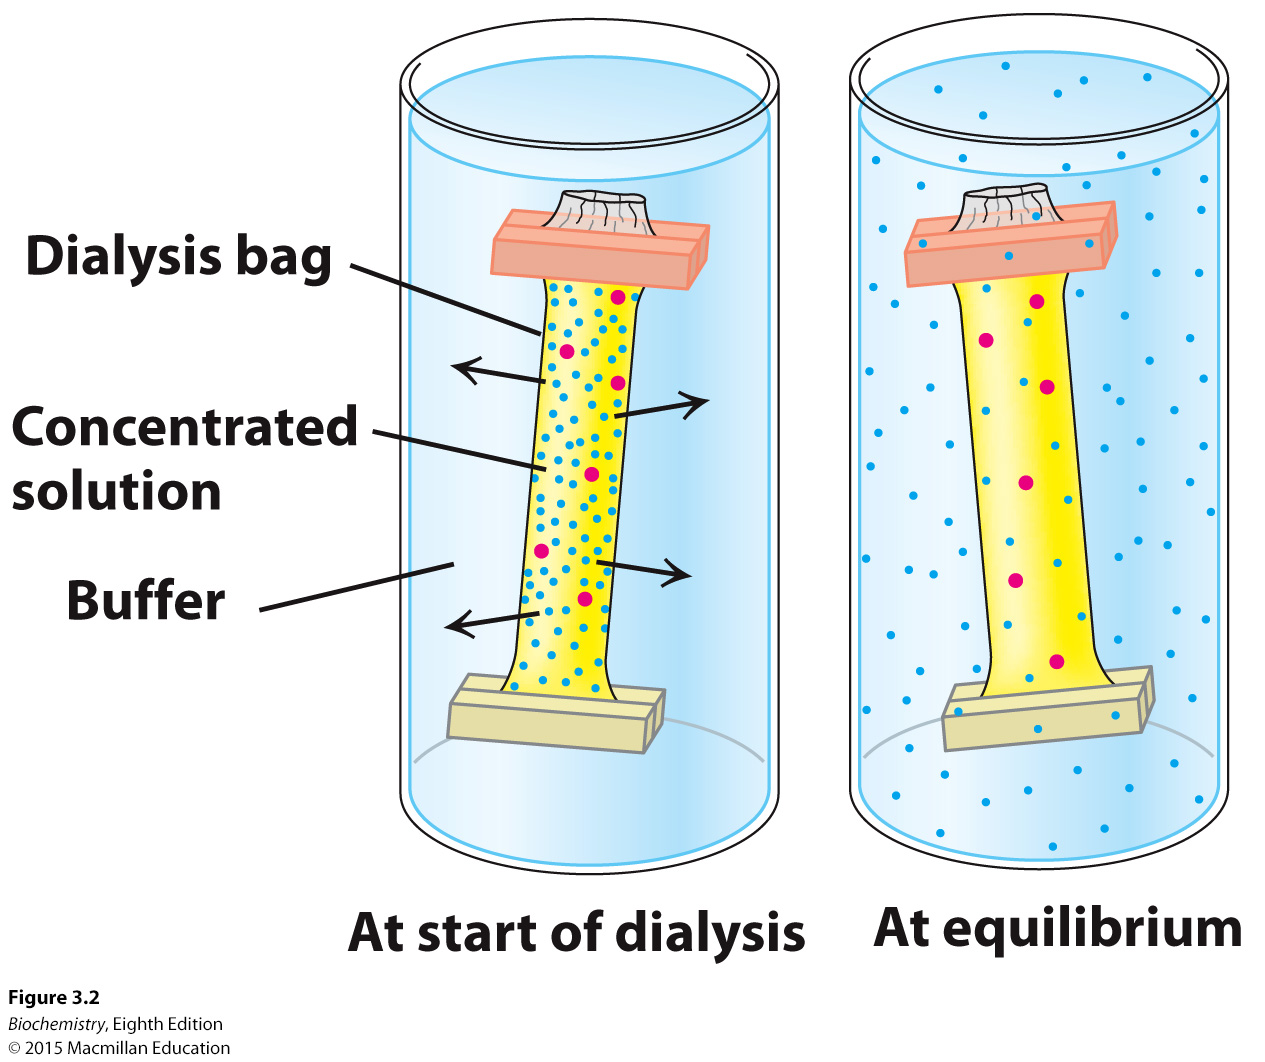 Dialysis bag
Concentrated
solution
Buffer
At start of dialysis
At equilibrium
Figure 3.2
Biochemistry, Eighth Edition
© 2015 Macmillan Education